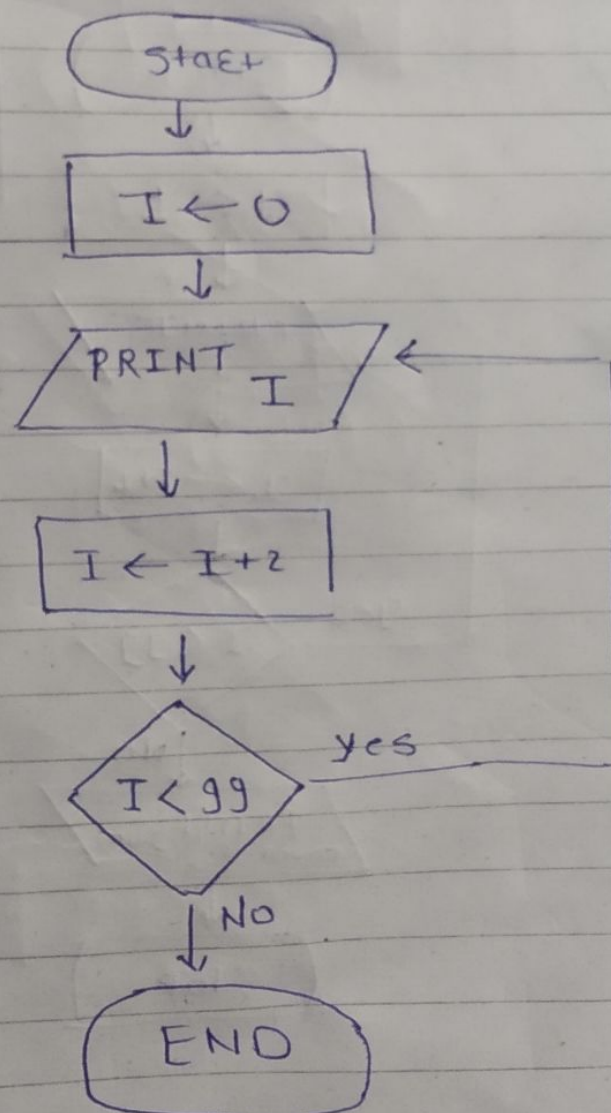 Start
I ← 0
PRINT
I
I ← I+2
I < 99
yes
No
END